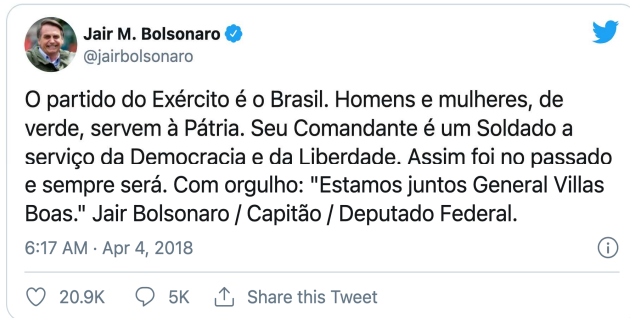 Jair M. Bolsonaro
@jairbolsonaro
O partido do Exército é o Brasil. Homens e mulheres, de
verde, servem à Pátria. Seu Comandante é um Soldado a
serviço da Democracia e da Liberdade. Assim foi no passado
e sempre será. Com orgulho: "Estamos juntos General Villas
Boas." Jair Bolsonaro / Capitão / Deputado Federal.
6:17 AM · Apr 4, 2018
20.9K 5K Share this Tweet